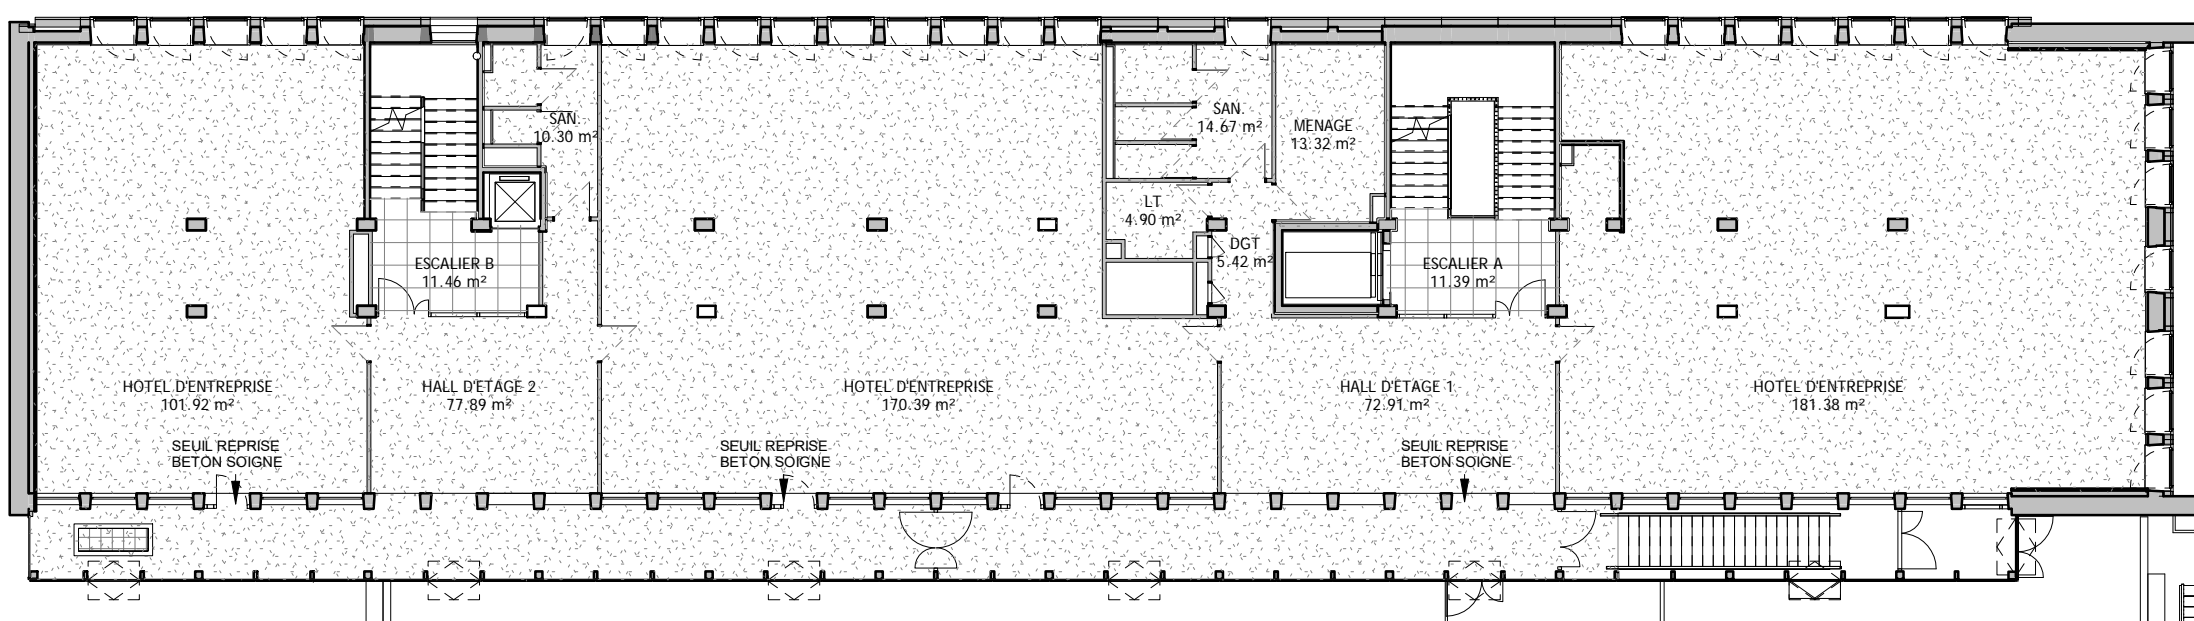 SAN.
10.30 m²
SAN.
14.67 m²
MENAGE
13.32 m²
LT
4.90 m²
DGT
5.42 m²
ESCALIER B
11.46 m²
ESCALIER A
11.39 m²
HOTEL D'ENTREPRISE
101.92 m²
HALL D'ETAGE 2
77.89 m²
HOTEL D'ENTREPRISE
170.39 m²
HALL D'ETAGE 1
72.91 m²
HOTEL D'ENTREPRISE
181.38 m²
SEUIL REPRISE
BETON SOIGNE
SEUIL REPRISE
BETON SOIGNE
SEUIL REPRISE
BETON SOIGNE